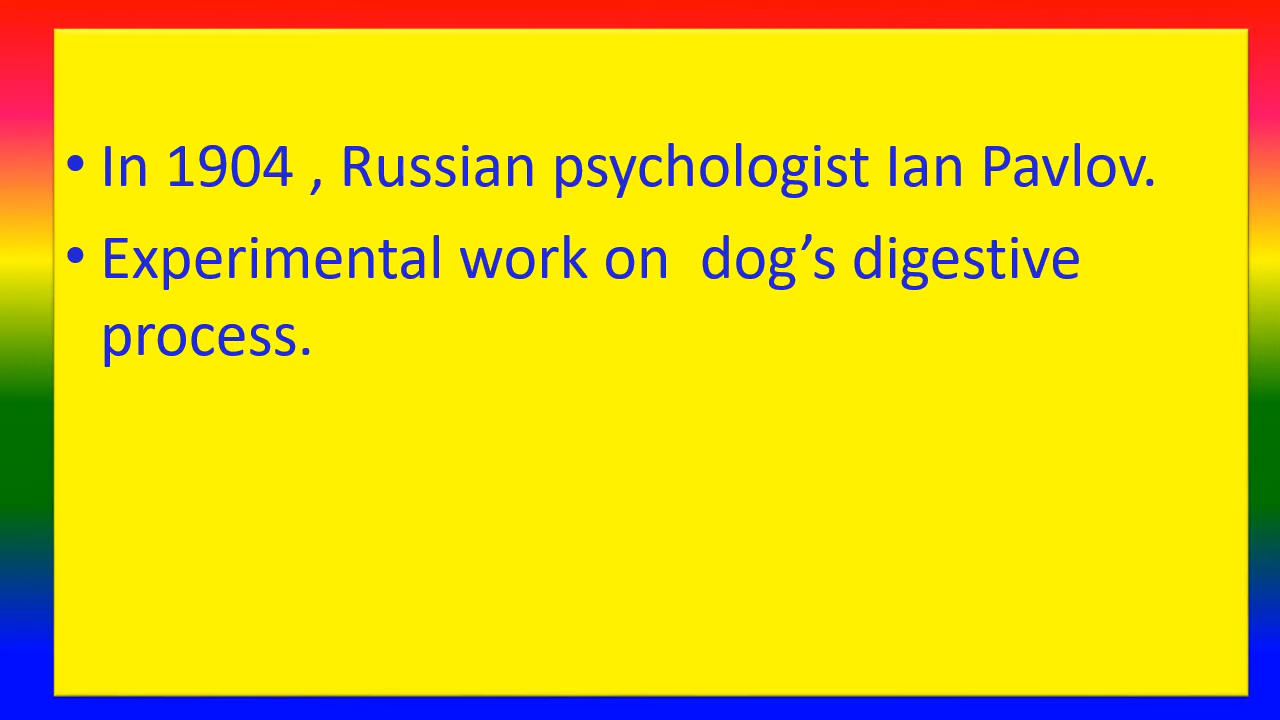 • In 1904 , Russian psychologist Ian Pavlov.
• Experimental work on  dog’s digestive
process.